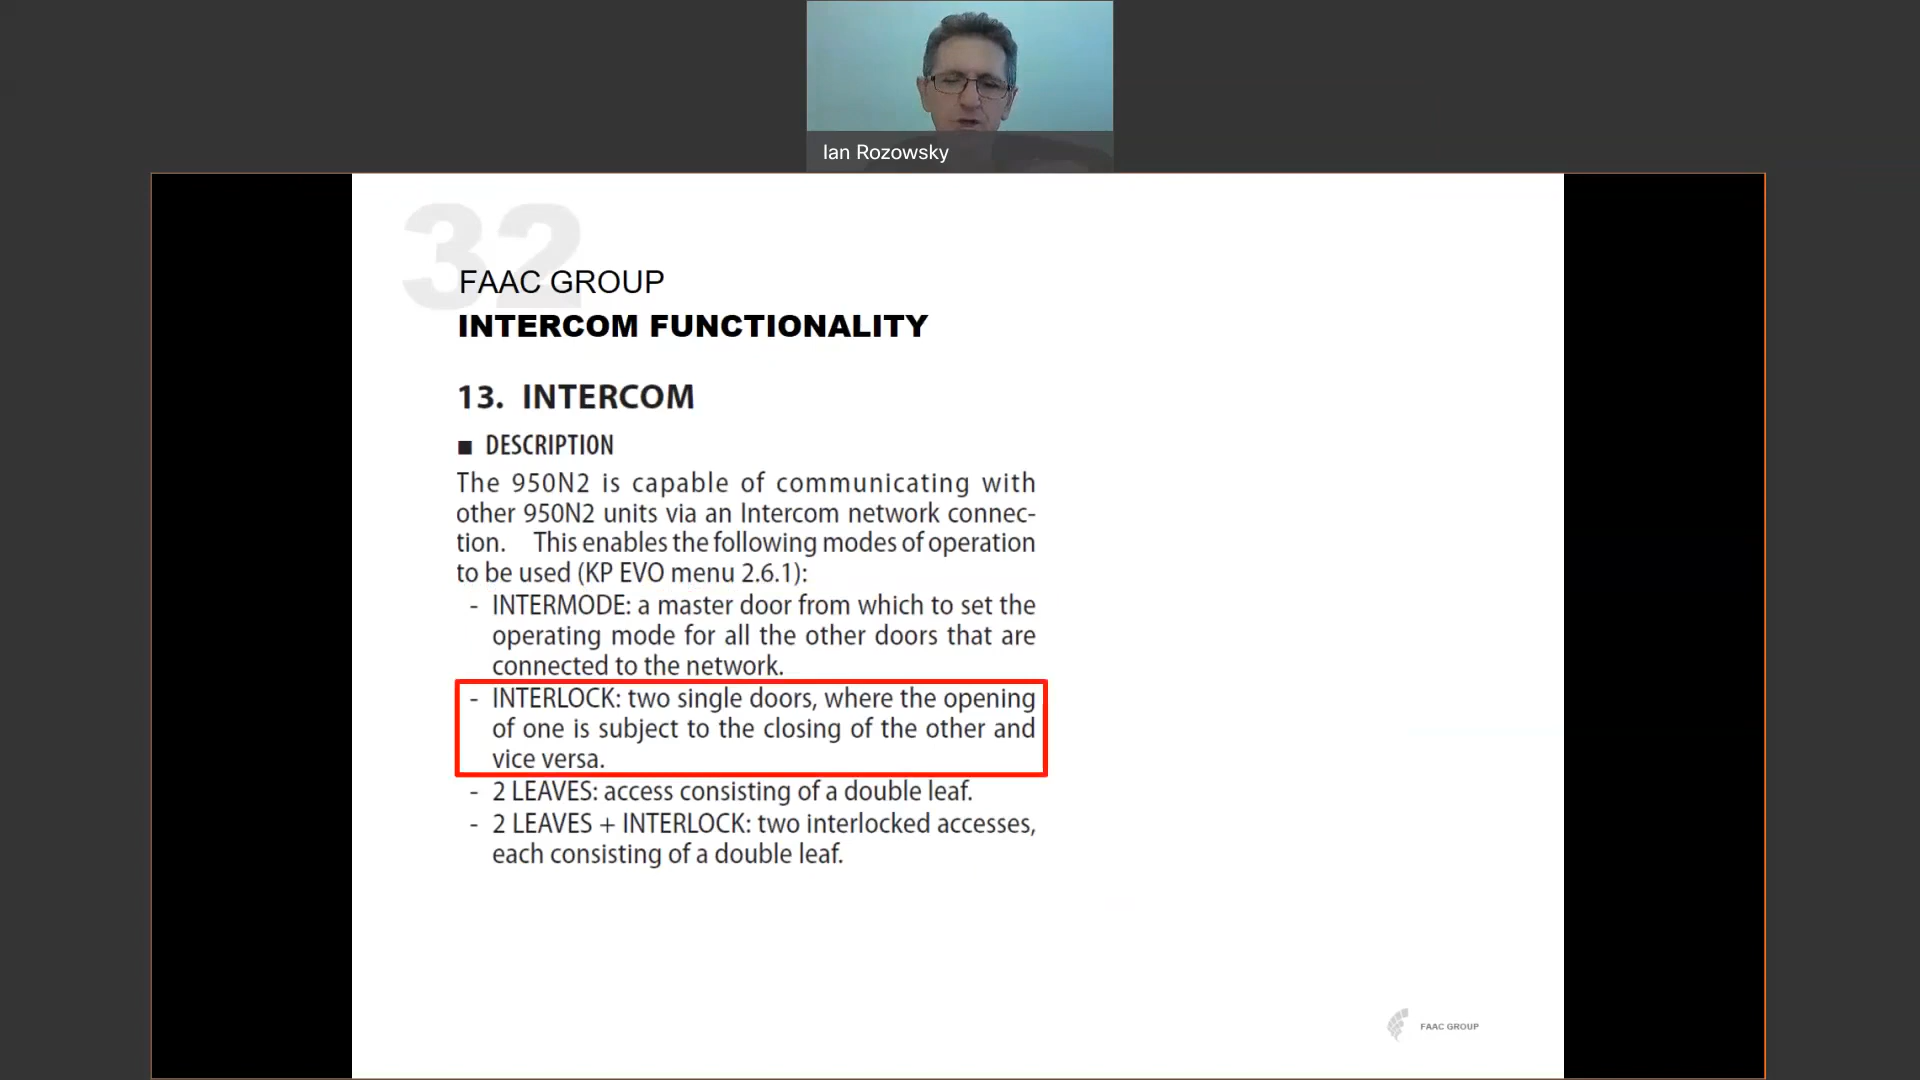 Ian Rozowsky
32
FAAC GROUP
INTERCOM FUNCTIONALITY
13. INTERCOM
■ DESCRIPTION
The 950N2 is capable of communicating with
other 950N2 units via an Intercom network connec-
tion. This enables the following modes of operation
to be used (KP EVO menu 2.6.1):
- INTERMODE: a master door from which to set the
operating mode for all the other doors that are
connected to the network.
- INTERLOCK: two single doors, where the opening
of one is subject to the closing of the other and
vice versa.
- 2 LEAVES: access consisting of a double leaf.
- 2 LEAVES + INTERLOCK: two interlocked accesses,
each consisting of a double leaf.
FAAC GROUP